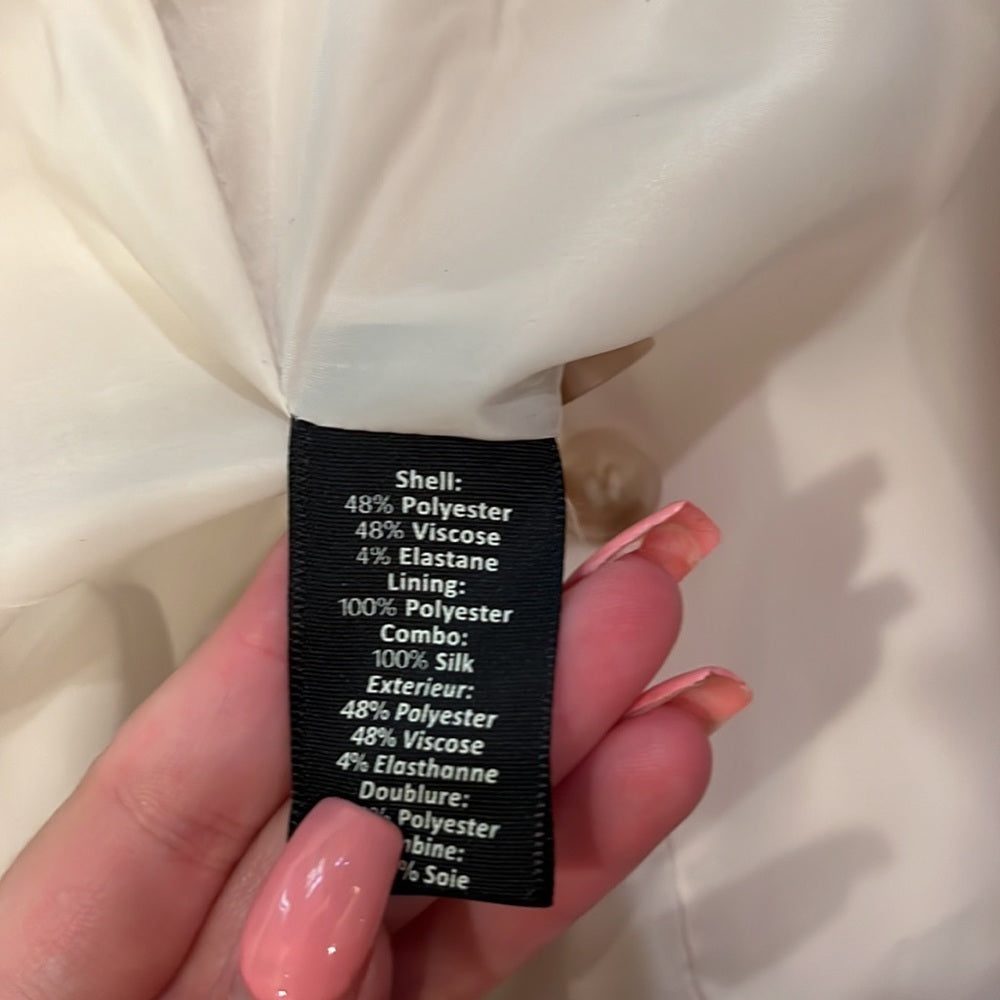 Shell:
48% Polyester
48% Viscose
4% Elastane
Lining:
100% Polyester
Combo:
100% Silk
Exterieur:
48% Polyester
48% Viscose
4% Elasthanne
Doublure:
% Polyester
mbine:
% Soie